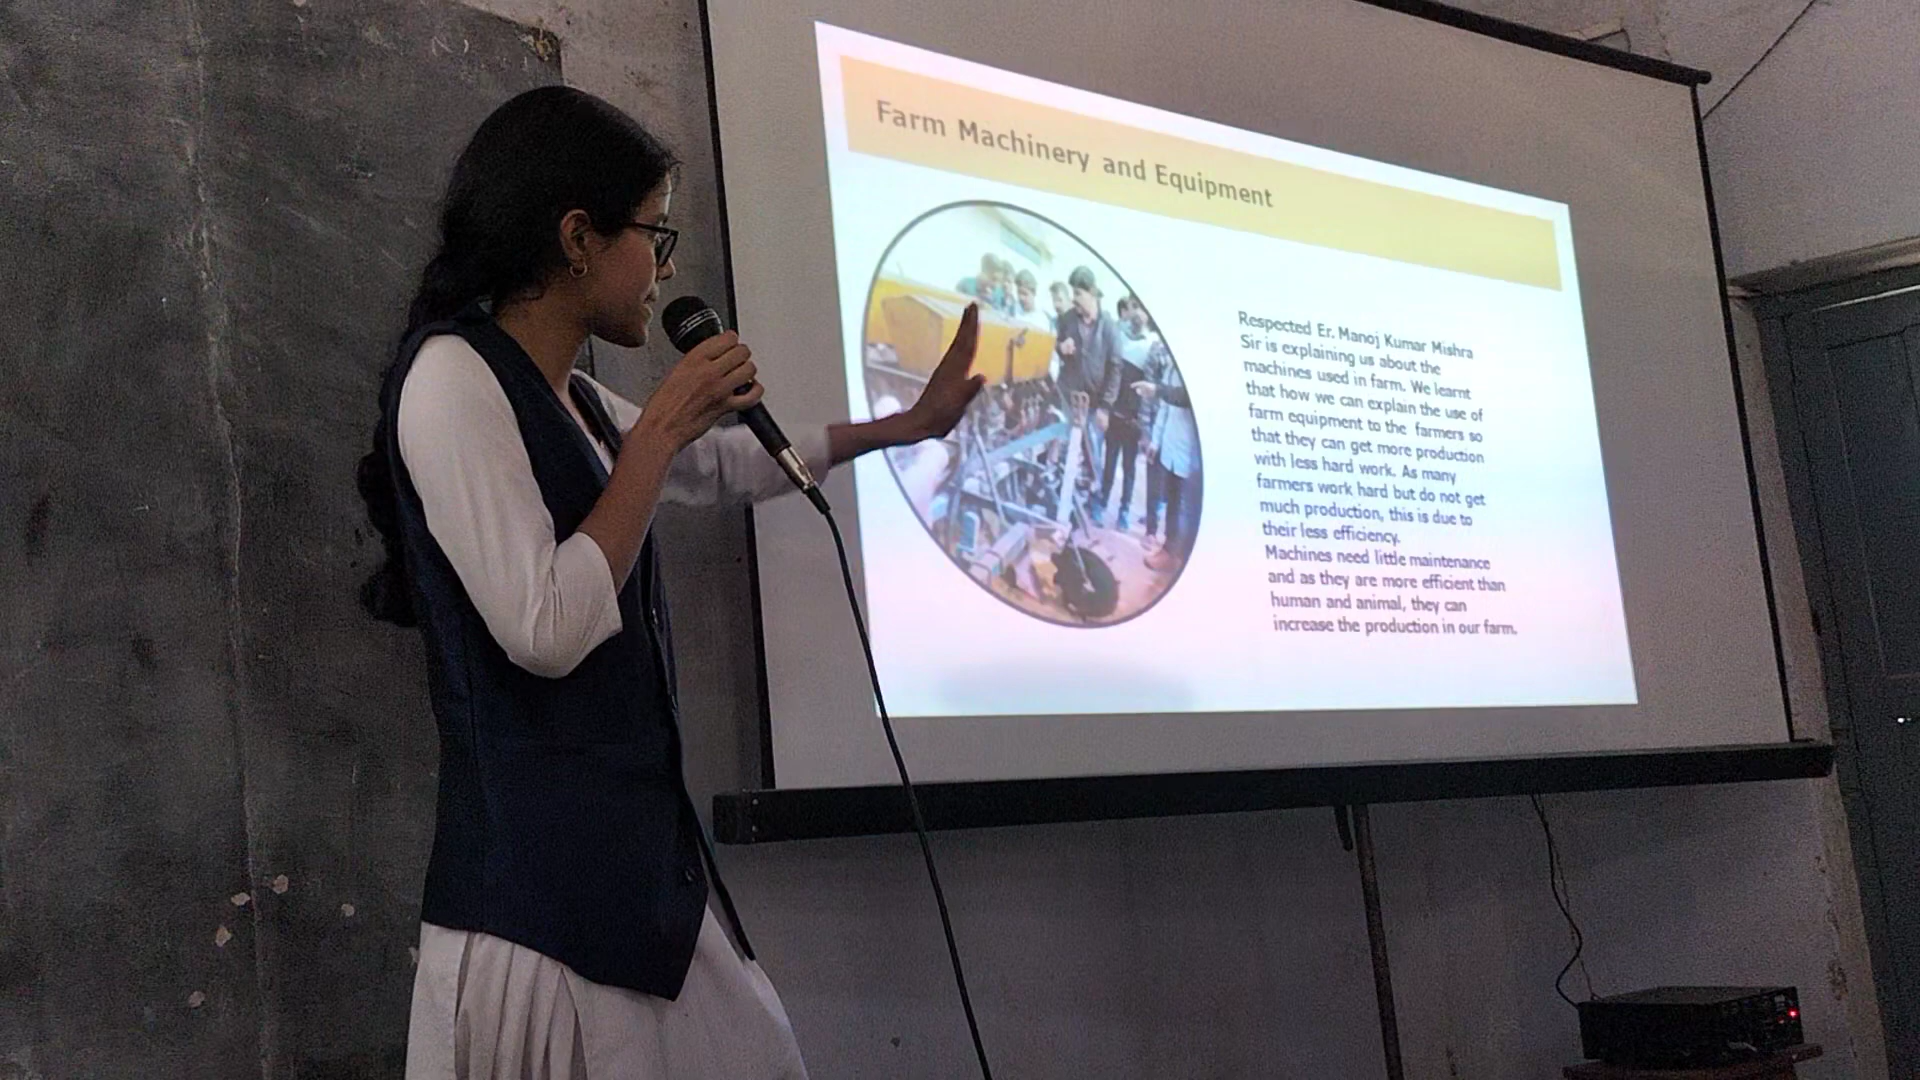 Farm Machinery and Equipment
Respected Er. Manoj Kumar Mishra
Sir is explaining us about the
machines used in farm. We learnt
that how we can explain the use of
farm equipment to the farmers so
that they can get more production
with less hard work. As many
farmers work hard but do not get
much production, this is due to
their less efficiency.
Machines need little maintenance
and as they are more efficient than
human and animal, they can
increase the production in our farm.